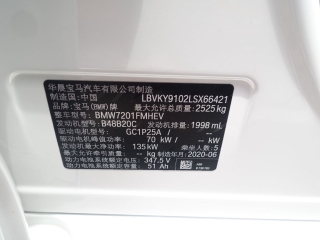 华晨宝马汽车有限公司制造
制造国:中国 LBVKY9102LSX66421
品牌:宝马(BMW)牌 最大允许总质量:2525 kg
整车型号:BMW7201FMHEV
发动机型号:B48B20C 发动机排量:1998 mL
驱动电机型号:GC1P25A / —
驱动电机峰值功率:70 kW / — kW
发动机最大净功率:135 kW 乘坐人数:5
动力电池系统额定电压:347.5 V 制造年月:2020-06
动力电池系统额定容量:51 Ah